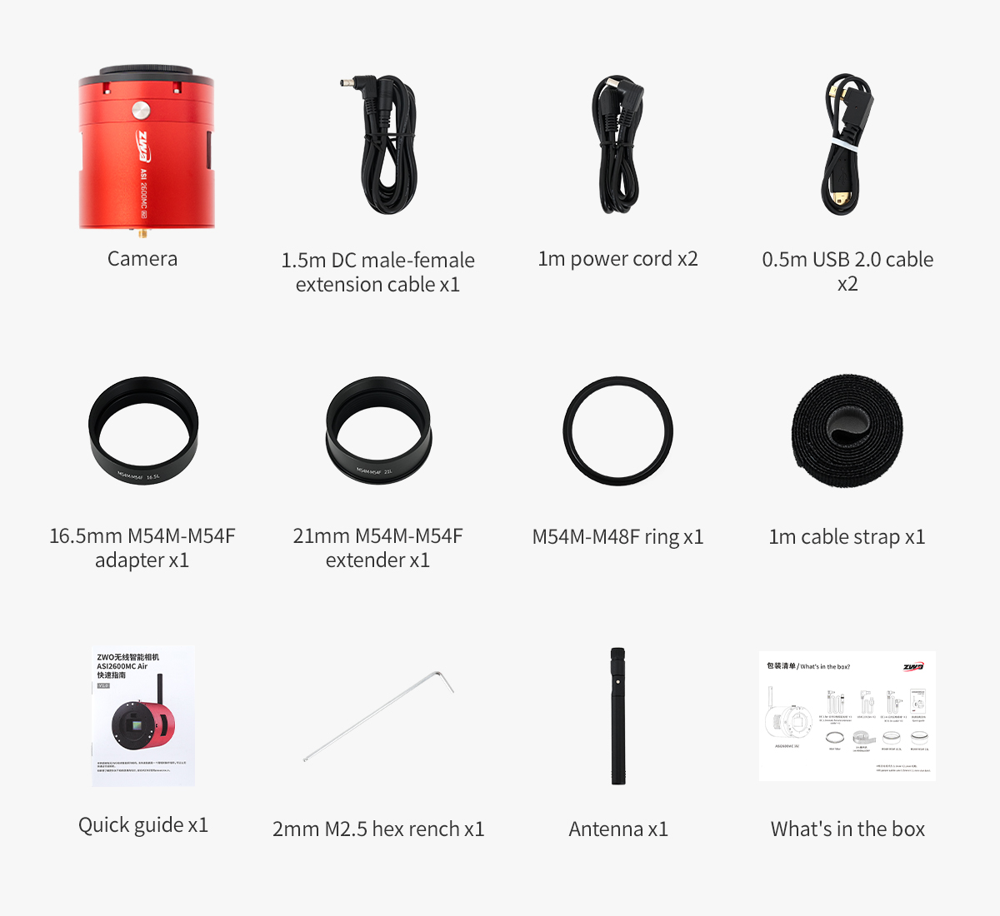 ZWO
ASI 2600MC
Camera
1.5m DC male-female
extension cable x1
1m power cord x2
0.5m USB 2.0 cable
x2
M54M-M54F 16.5L
M54M-M54F 21L
16.5mm M54M-M54F
adapter x1
21mm M54M-M54F
extender x1
M54M-M48F ring x1
1m cable strap x1
ZWO无线智能相机
ASI2600MC Air
快速指南
V1.0
包装清单 / What's in the box?
ZWO
Quick guide x1
2mm M2.5 hex rench x1
Antenna x1
What's in the box